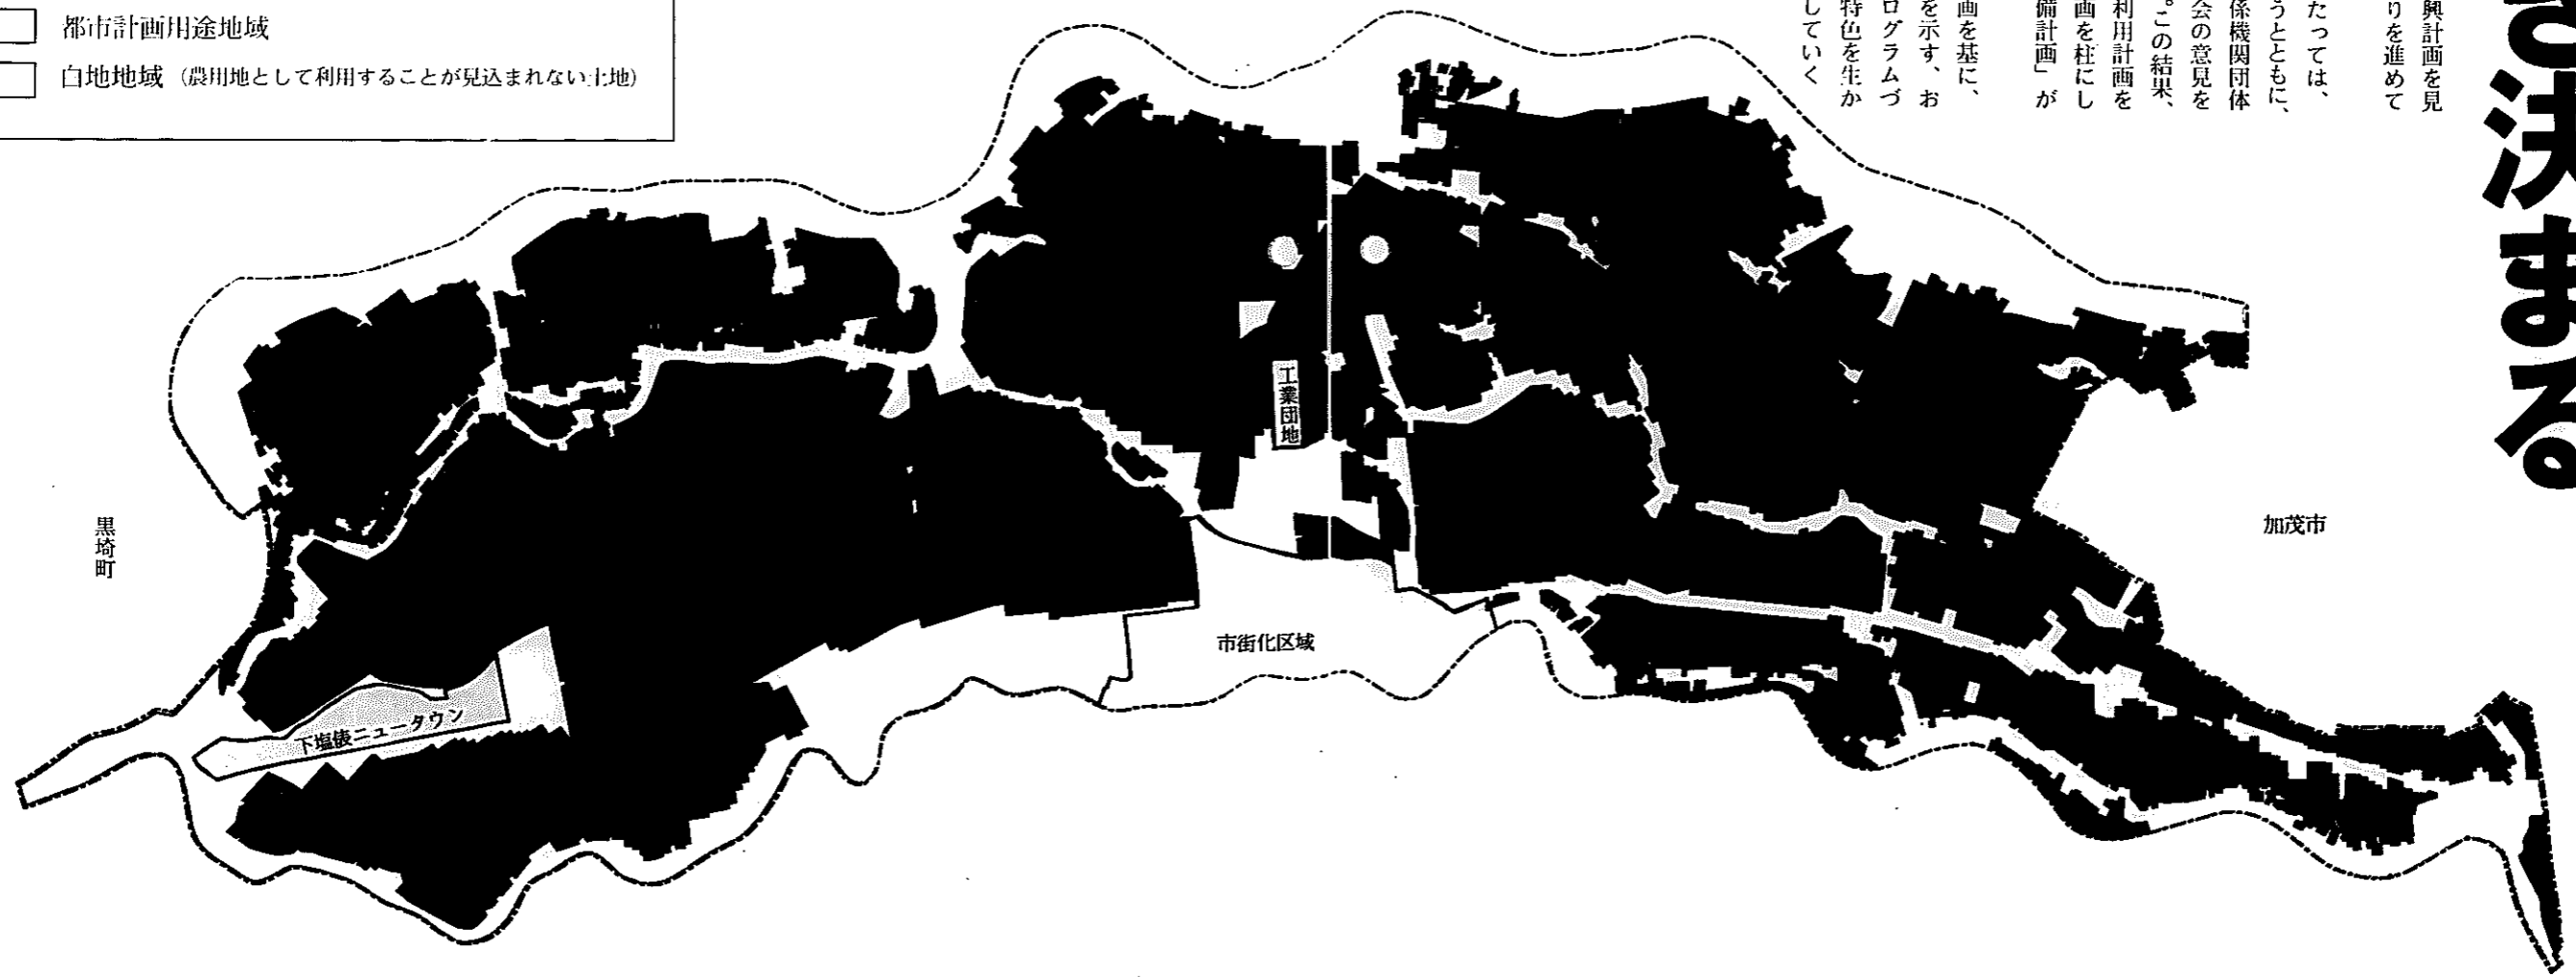 き決まる
興計画を見
りを進めて
たっては、
うとともに、
係機関団体
会の意見を
。この結果、
利用計画を
画を柱にし
備計画」が
画を基に、
を示す、お
ログラムづ
特色を生か
していく
都市計画用途地域
白地地域（農用地として利用することが見込まれない土地）
工業団地
黒埼町
加茂市
市街化区域
下塩俵ニュータウン